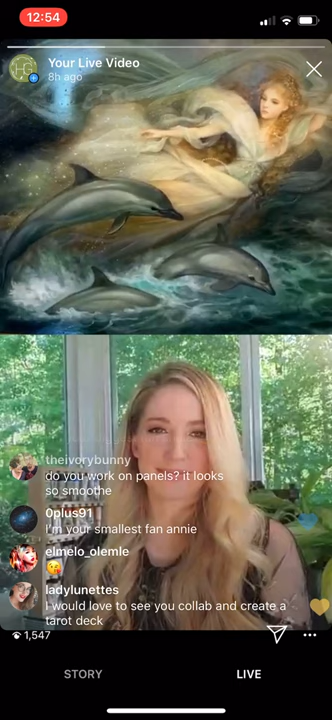 12:54
HG
Your Live Video
8h ago
theivorybunny
do you work on panels? it looks
so smoothe
0plus91
I'm your smallest fan annie
elmelo_olemle
😘
ladylunettes
I would love to see you collab and create a
tarot deck
1,547
STORY
LIVE